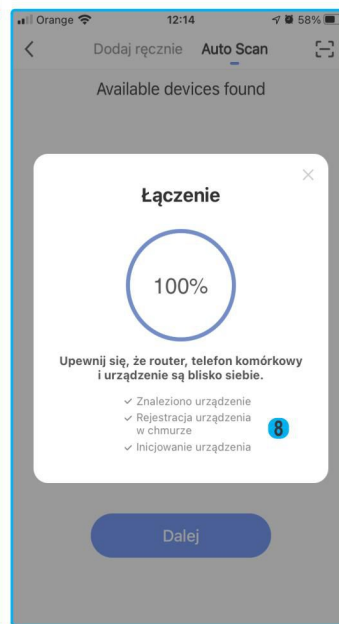 Orange 12:14 58%
Dodaj ręcznie Auto Scan
Available devices found
Łączenie
100%
Upewnij się, że router, telefon komórkowy
i urządzenie są blisko siebie.
✓ Znaleziono urządzenie
✓ Rejestracja urządzenia
w chmurze
✓ Inicjowanie urządzenia
8
Dalej